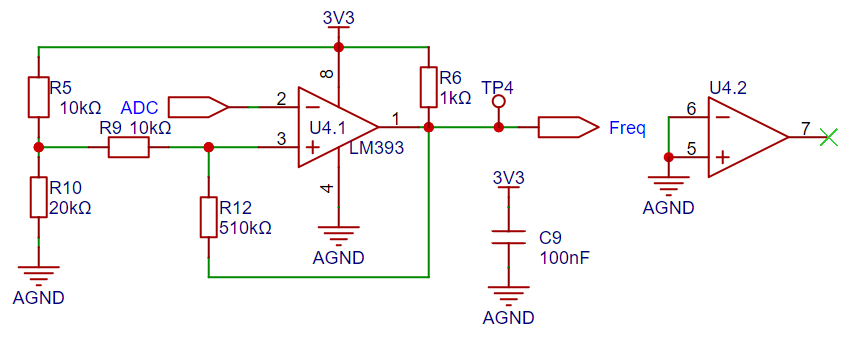 3V3
R5
10kΩ
ADC
2
8
1
R6
1kΩ
TP4
Freq
U4.2
6
5
7
R9 10kΩ
3
U4.1
LM393
4
R10
20kΩ
R12
510kΩ
AGND
AGND
3V3
C9
100nF
AGND
AGND